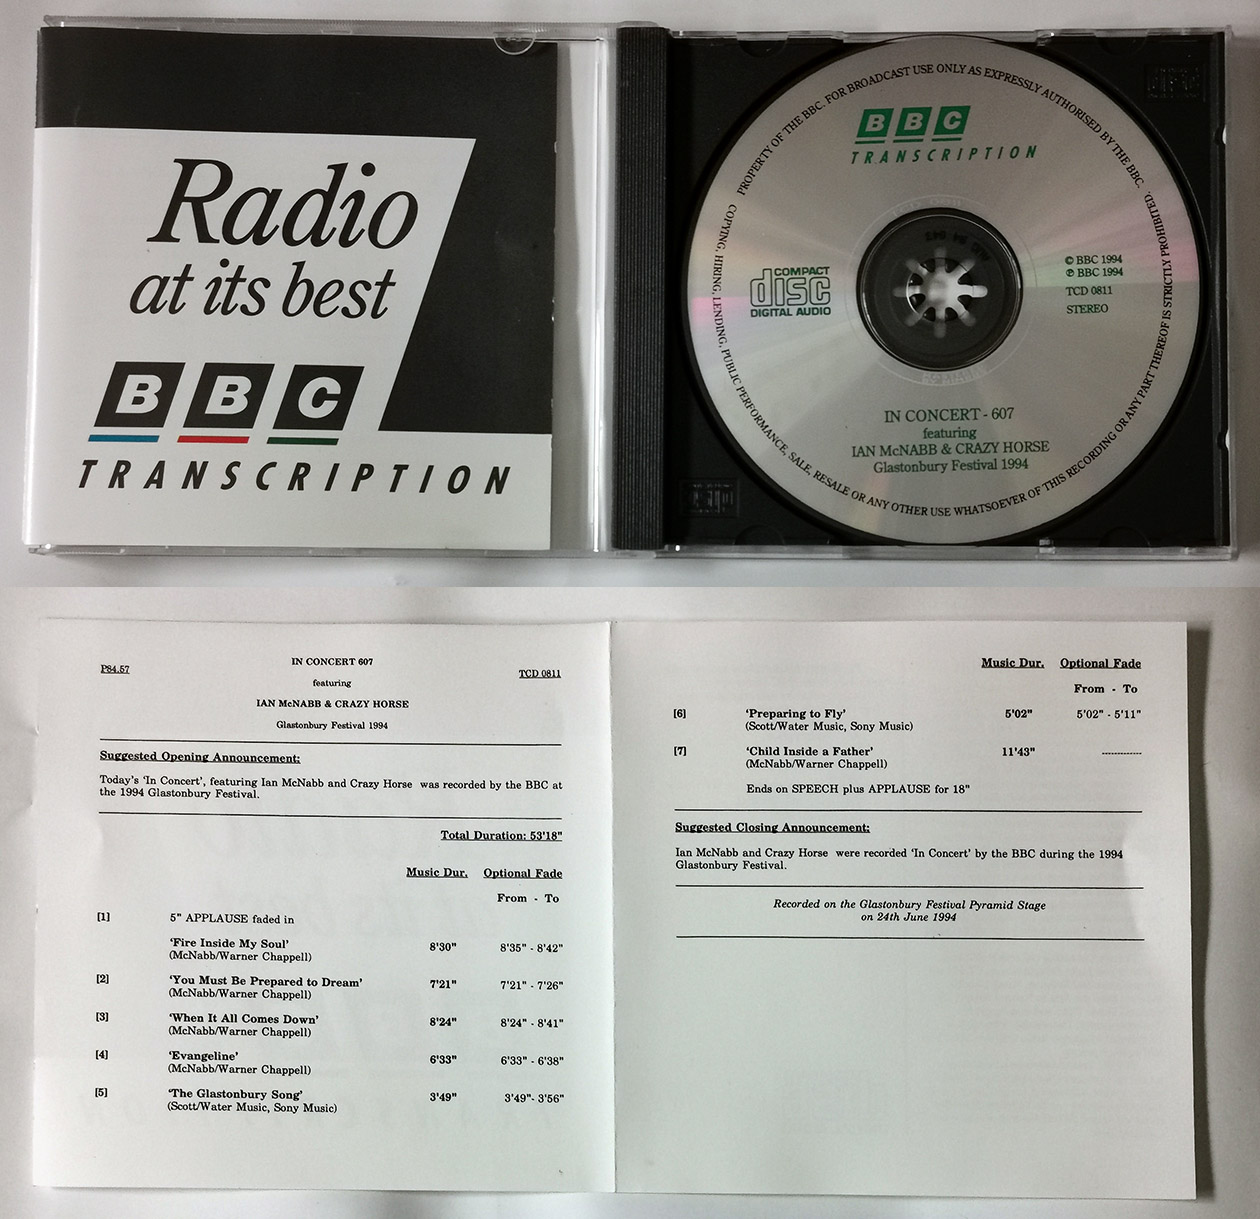 Radio
at its best
BBC
TRANSCRIPTION
PROPERTY OF THE BBC. FOR BROADCAST USE ONLY AS EXPRESSLY AUTHORISED BY THE BBC.
COPYING, HIRING, LENDING, PUBLIC PERFORMANCE, SALE, RESALE OR ANY OTHER USE WHATSOEVER OF THIS RECORDING OR ANY PART THEREOF IS STRICTLY PROHIBITED.
BBC
TRANSCRIPTION
COMPACT
disc
DIGITAL AUDIO
© BBC 1994
℗ BBC 1994
TCD 0811
STEREO
IN CONCERT - 607
featuring
IAN McNABB & CRAZY HORSE
Glastonbury Festival 1994
P84.57 IN CONCERT 607 TCD 0811
featuring
IAN McNABB & CRAZY HORSE
Glastonbury Festival 1994
Suggested Opening Announcement:
Today's 'In Concert', featuring Ian McNabb and Crazy Horse was recorded by the BBC at
the 1994 Glastonbury Festival.
Total Duration: 53'18"
Music Dur. Optional Fade
From - To
[1] 5" APPLAUSE faded in
'Fire Inside My Soul' 8'30" 8'35" - 8'42"
(McNabb/Warner Chappell)
[2] 'You Must Be Prepared to Dream' 7'21" 7'21" - 7'26"
(McNabb/Warner Chappell)
[3] 'When It All Comes Down' 8'24" 8'24" - 8'41"
(McNabb/Warner Chappell)
[4] 'Evangeline' 6'33" 6'33" - 6'38"
(McNabb/Warner Chappell)
[5] 'The Glastonbury Song' 3'49" 3'49"- 3'56"
(Scott/Water Music, Sony Music)
Music Dur. Optional Fade
From - To
[6] 'Preparing to Fly' 5'02" 5'02" - 5'11"
(Scott/Water Music, Sony Music)
[7] 'Child Inside a Father' 11'43" ------------
(McNabb/Warner Chappell)
Ends on SPEECH plus APPLAUSE for 18"
Suggested Closing Announcement:
Ian McNabb and Crazy Horse were recorded 'In Concert' by the BBC during the 1994
Glastonbury Festival.
Recorded on the Glastonbury Festival Pyramid Stage
on 24th June 1994